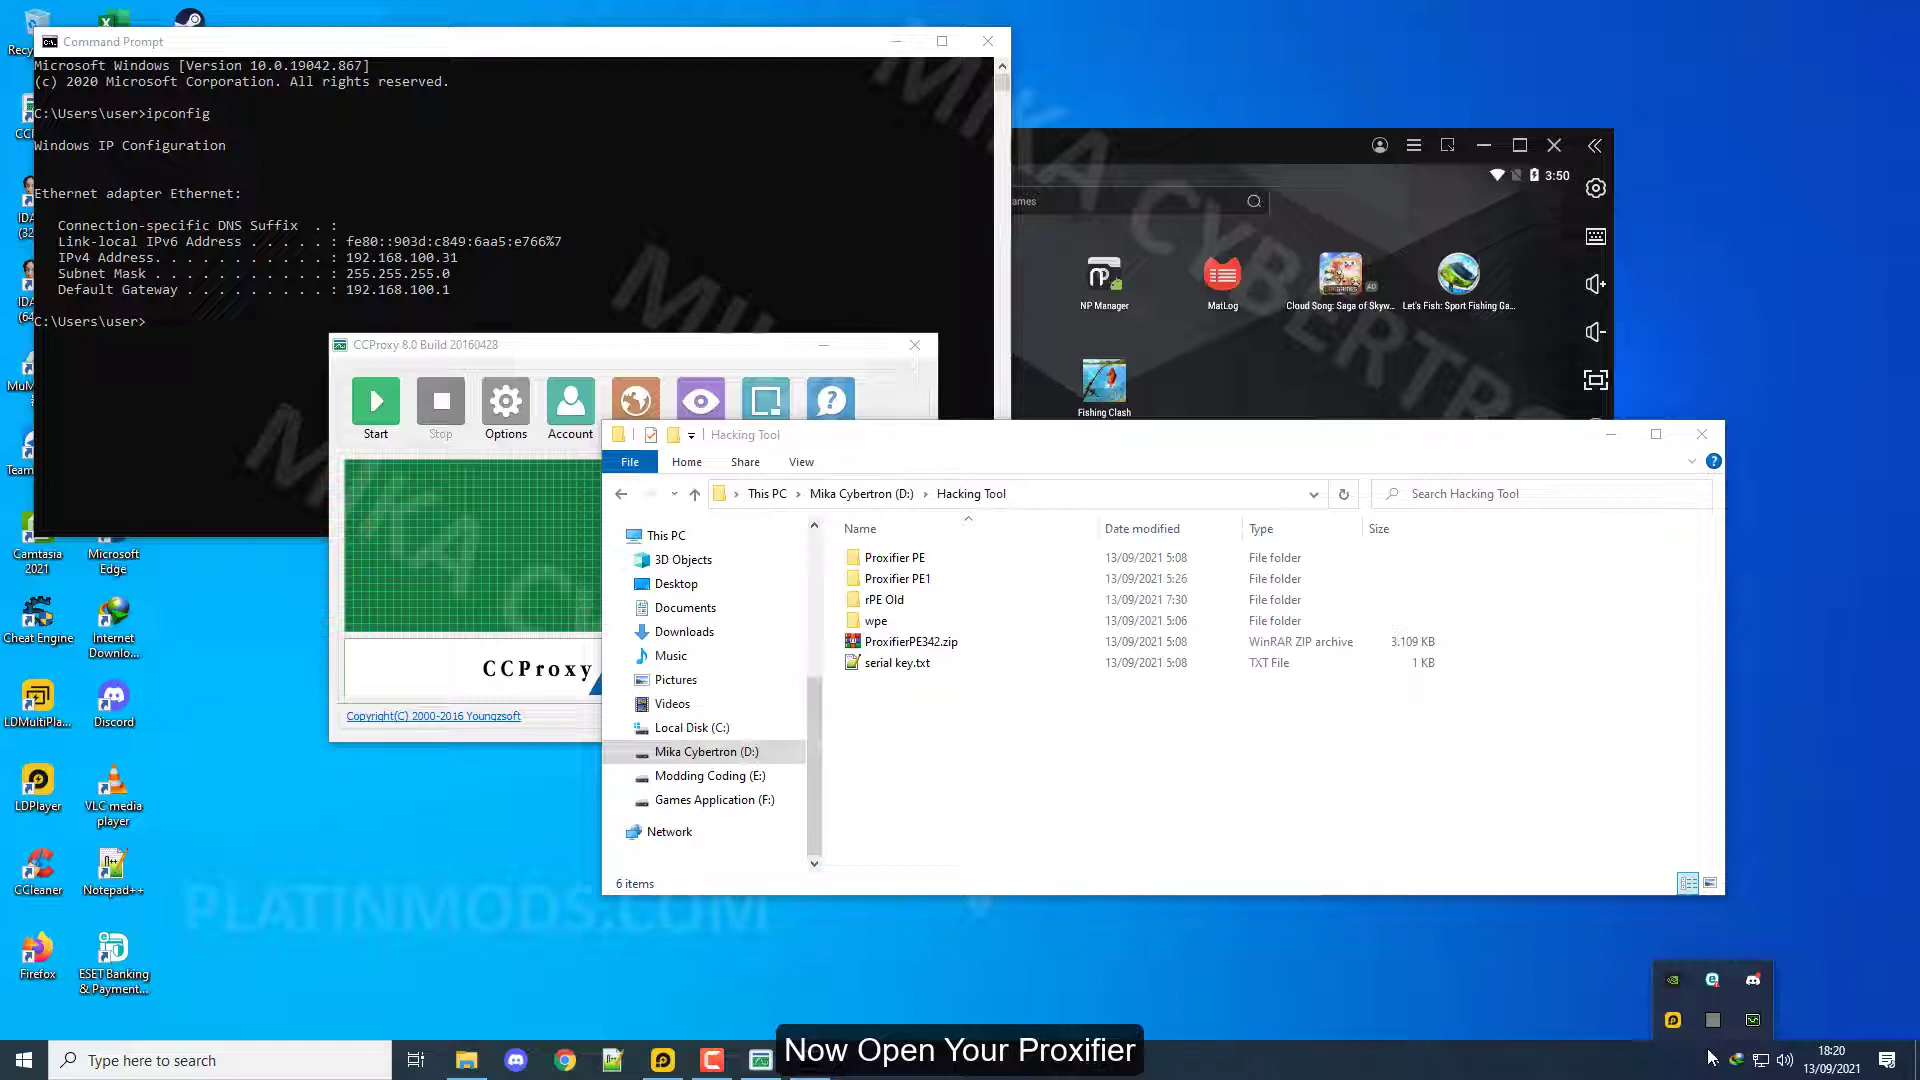 Command Prompt
Microsoft Windows [Version 10.0.19042.867]
(c) 2020 Microsoft Corporation. All rights reserved.
C:\Users\user>ipconfig
Windows IP Configuration
Ethernet adapter Ethernet:
Connection-specific DNS Suffix . :
Link-local IPv6 Address . . . . . : fe80::903d:c849:6aa5:e766%7
IPv4 Address. . . . . . . . . . . : 192.168.100.31
Subnet Mask . . . . . . . . . . . : 255.255.255.0
Default Gateway . . . . . . . . . : 192.168.100.1
C:\Users\user>
3:50
ames
NP Manager
MatLog
Cloud Song: Saga of Skyw...
AD
Let's Fish: Sport Fishing Ga...
Fishing Clash
CCProxy 8.0 Build 20160428
Start
Stop
Options
Account
CCProxy
Copyright(C) 2000-2016 Youngzsoft
Hacking Tool
File
Home
Share
View
This PC
Mika Cybertron (D:)
Hacking Tool
Search Hacking Tool
Name
Date modified
Type
Size
This PC
3D Objects
Desktop
Documents
Downloads
Music
Pictures
Videos
Local Disk (C:)
Mika Cybertron (D:)
Modding Coding (E:)
Games Application (F:)
Network
Proxifier PE 13/09/2021 5:08 File folder
Proxifier PE1 13/09/2021 5:26 File folder
rPE Old 13/09/2021 7:30 File folder
wpe 13/09/2021 5:06 File folder
ProxifierPE342.zip 13/09/2021 5:08 WinRAR ZIP archive 3.109 KB
serial key.txt 13/09/2021 5:08 TXT File 1 KB
6 items
Camtasia 2021
Microsoft Edge
Cheat Engine
Internet Downlo...
LDMultiPla...
Discord
LDPlayer
VLC media player
CCleaner
Notepad++
Firefox
ESET Banking & Payment...
MIKA CYBERTRO
MIKA CY
PLATINMODS.COM
Type here to search
Now Open Your Proxifier
18:20
13/09/2021